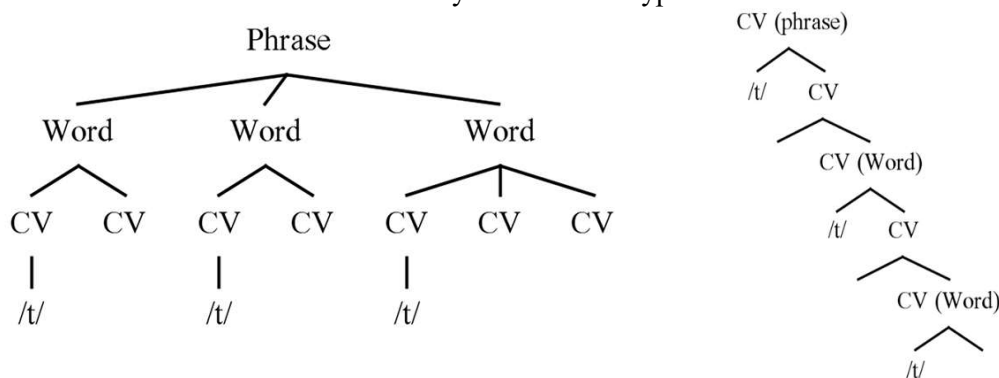 Phrase
Word Word Word
CV CV CV CV CV CV CV
/t/ /t/ /t/
CV (phrase)
/t/ CV
CV (Word)
/t/ CV
CV (Word)
/t/